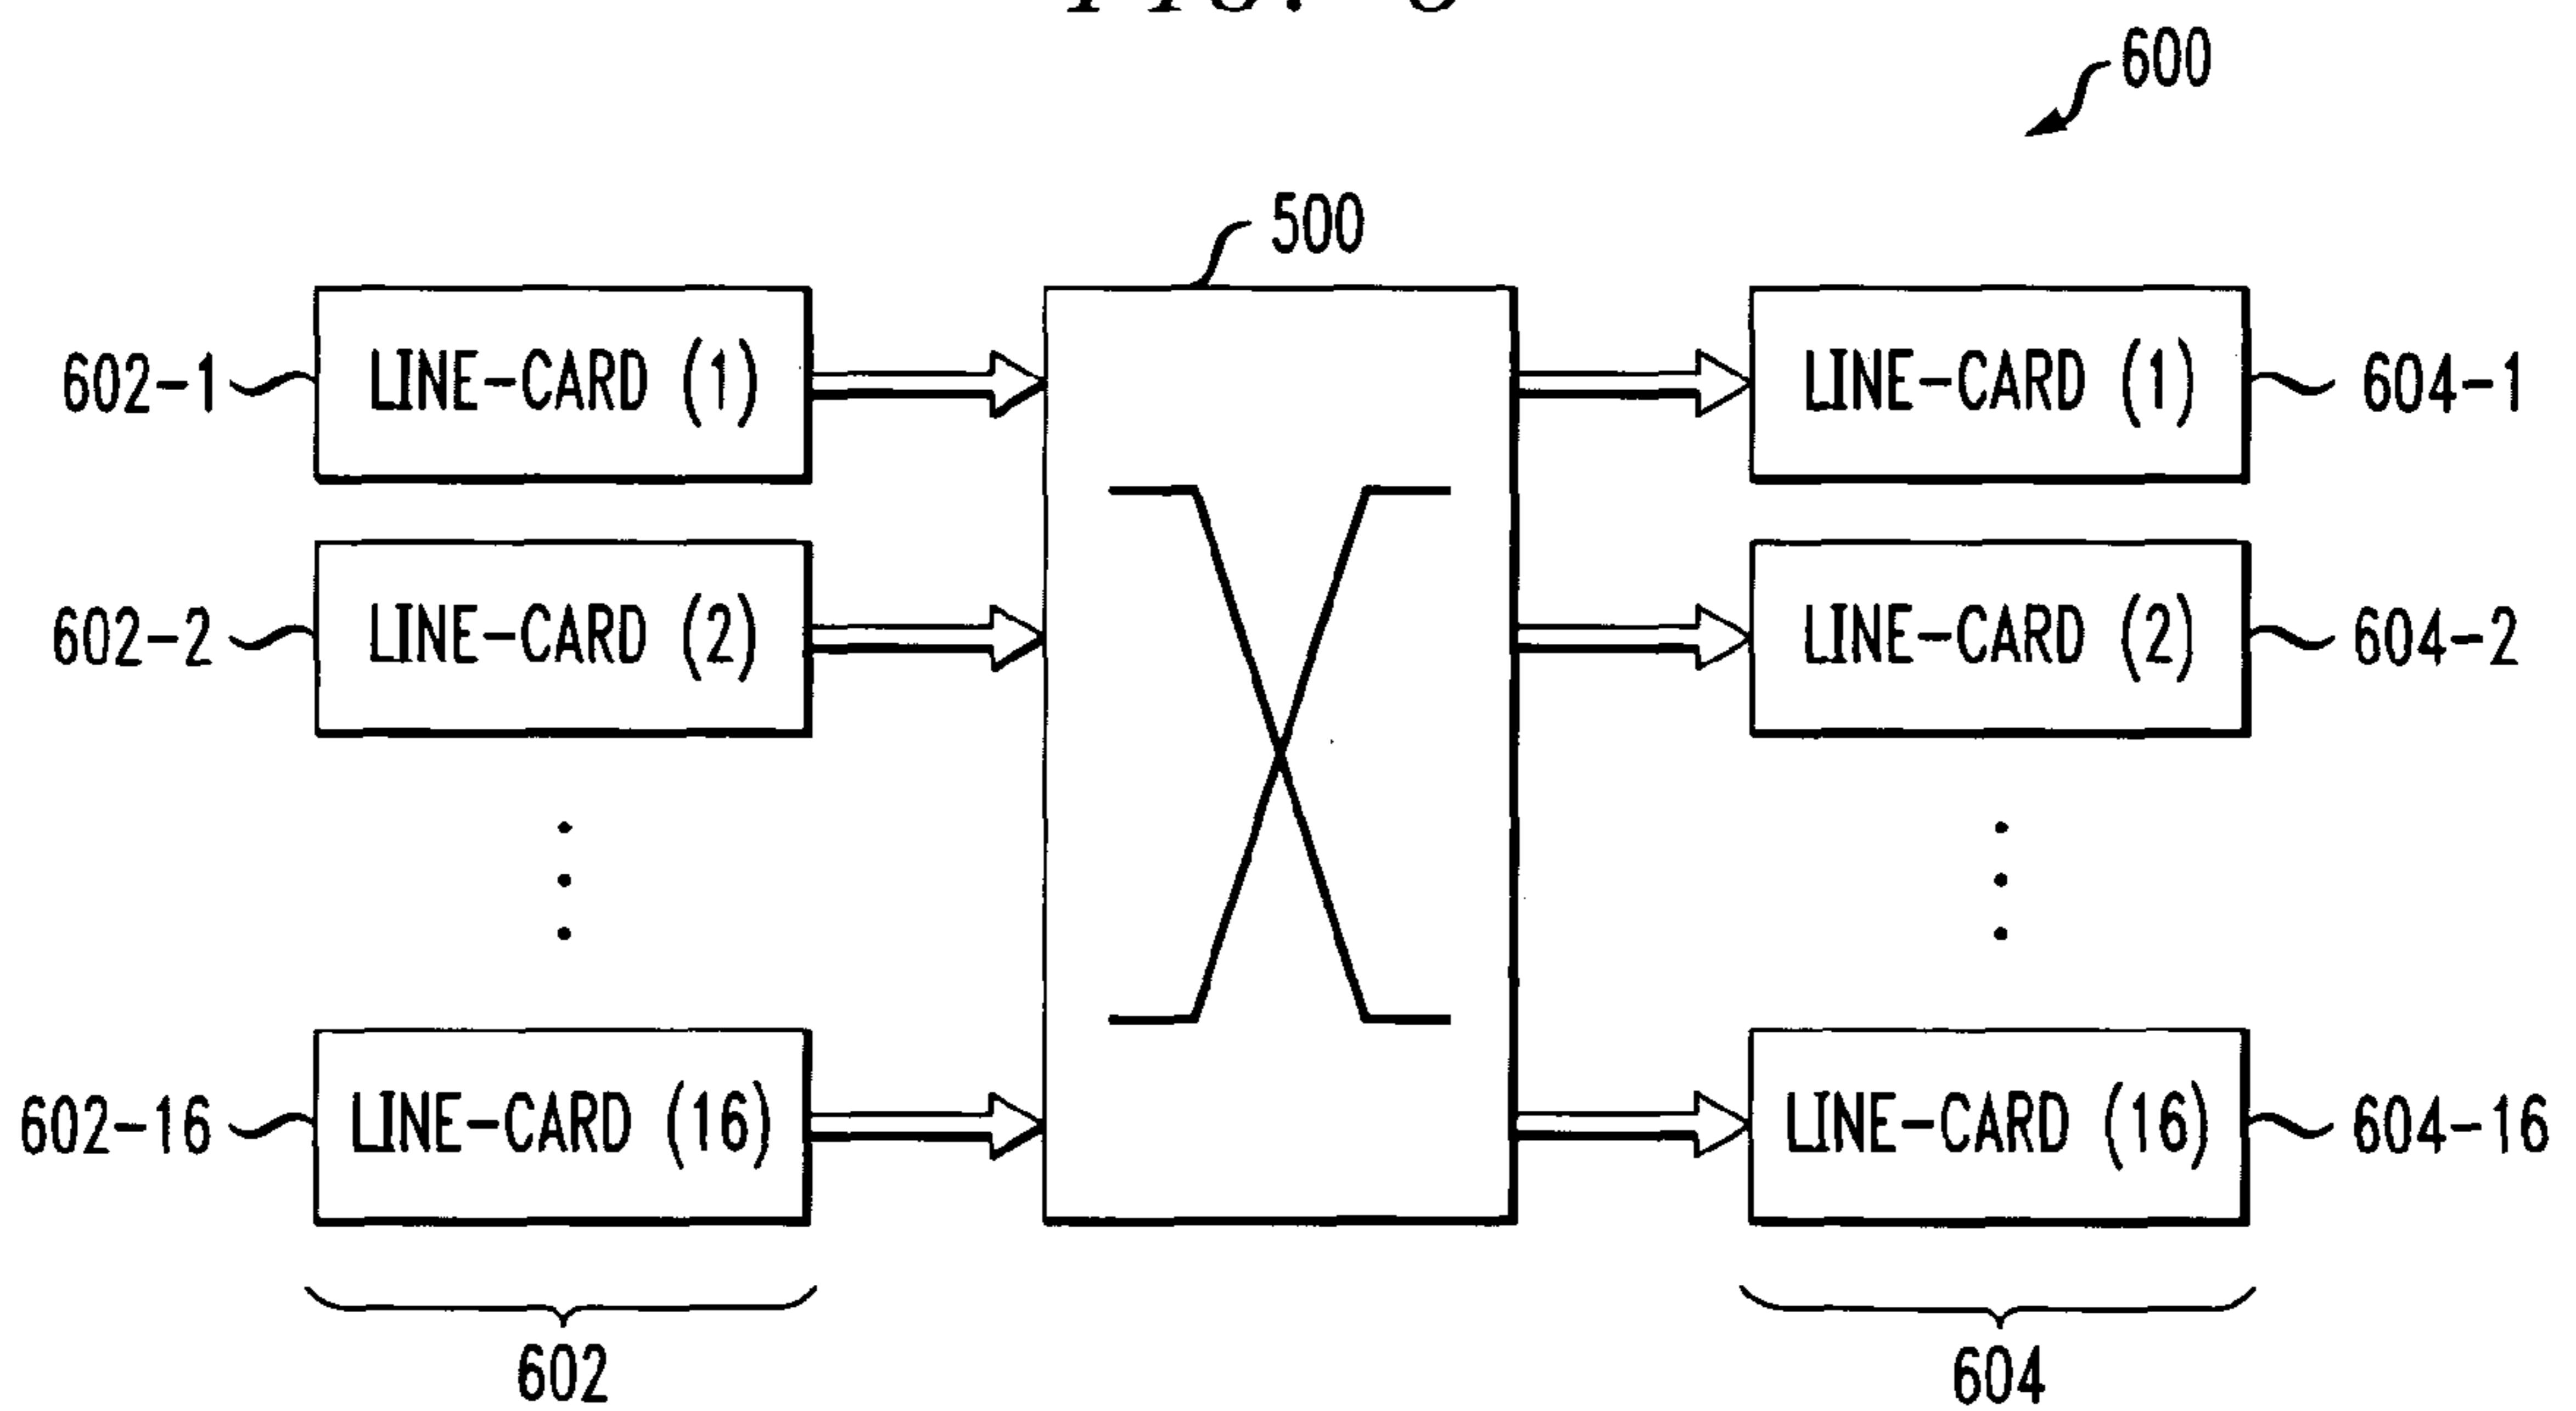 600
500
602-1 LINE-CARD (1) LINE-CARD (1) 604-1
602-2 LINE-CARD (2) LINE-CARD (2) 604-2
602-16 LINE-CARD (16) LINE-CARD (16) 604-16
602 604